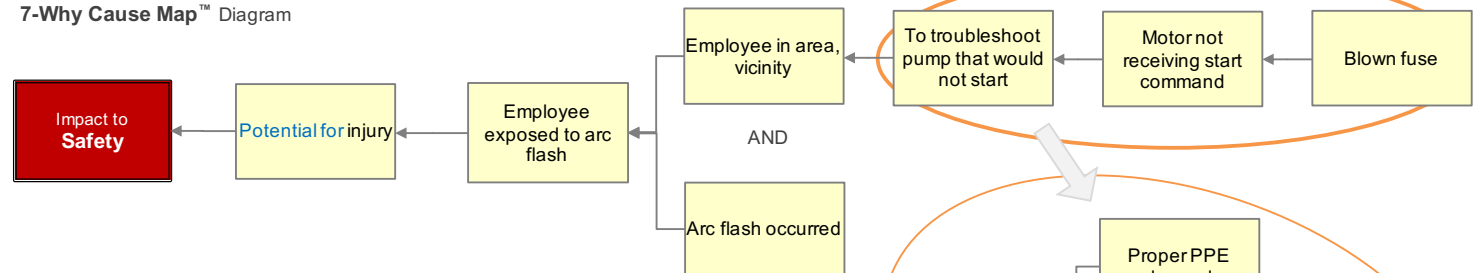 7-Why Cause Map™ Diagram
Impact to
Safety
Potential for injury
Employee
exposed to arc
flash
Employee in area,
vicinity
AND
Arc flash occurred
To troubleshoot
pump that would
not start
Motor not
receiving start
command
Blown fuse
Proper PPE